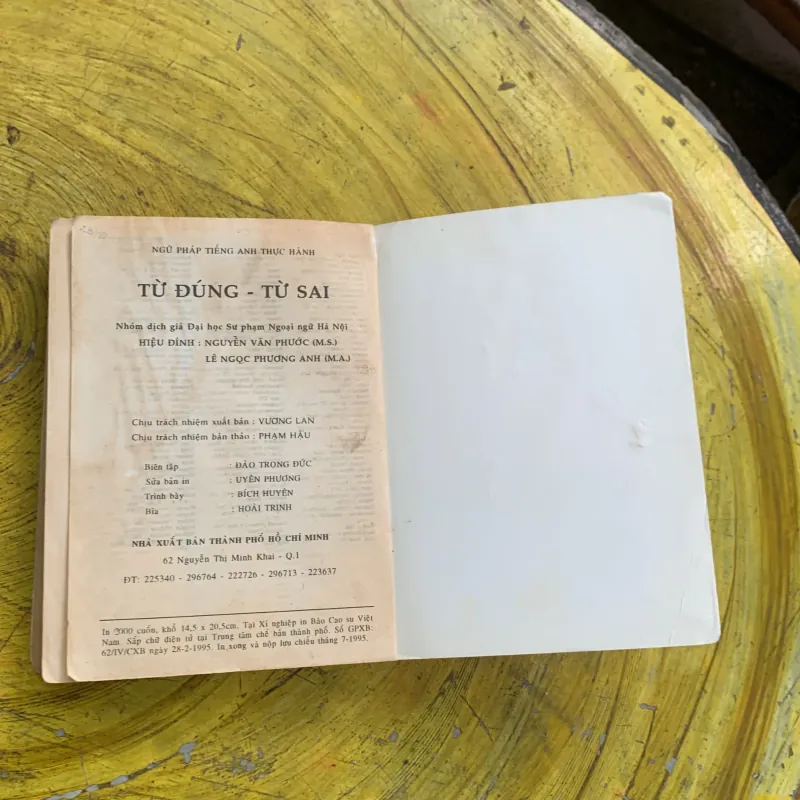 NGỮ PHÁP TIẾNG ANH THỰC HÀNH
TỪ ĐÚNG - TỪ SAI
Nhóm dịch giả Đại học Sư phạm Ngoại ngữ Hà Nội
HIỆU ĐÍNH : NGUYỄN VĂN PHƯỚC (M.S.)
LÊ NGỌC PHƯƠNG ANH (M.A.)
Chịu trách nhiệm xuất bản : VƯƠNG LAN
Chịu trách nhiệm bản thảo : PHẠM HẬU
Biên tập : ĐÀO TRỌNG ĐỨC
Sửa bản in : UYÊN PHƯƠNG
Trình bày : BÍCH HUYỀN
Bìa : HOÀI TRINH
NHÀ XUẤT BẢN THÀNH PHỐ HỒ CHÍ MINH
62 Nguyễn Thị Minh Khai - Q.1
ĐT: 225340 - 296764 - 222726 - 296713 - 223637
In 2000 cuốn, khổ 14,5 x 20,5cm. Tại Xí nghiệp in Bao Cao su Việt
Nam. Sắp chữ điện tử tại Trung tâm chế bản thành phố. Số GPXB:
62/IV/CXB ngày 28-2-1995. In xong và nộp lưu chiểu tháng 7-1995.